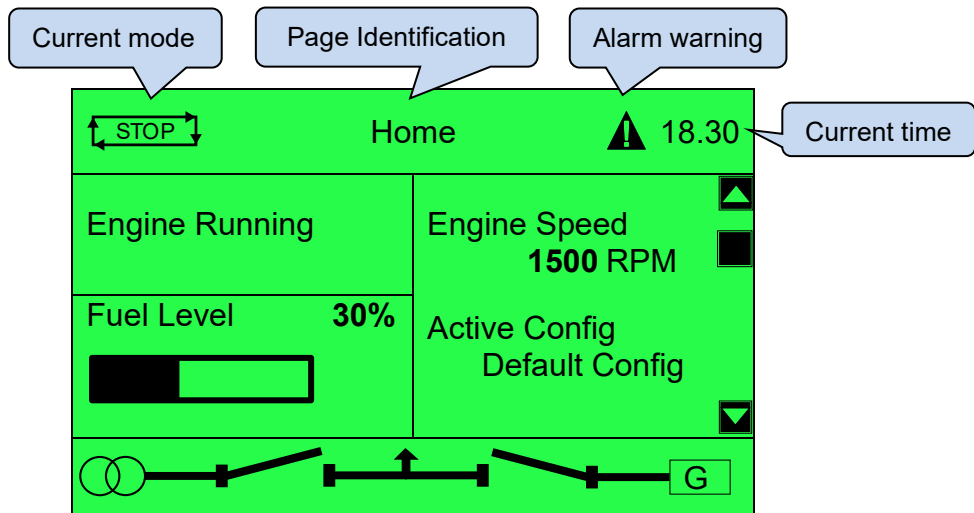 Current mode
Page Identification
Alarm warning
STOP
Home
18.30
Current time
Engine Running
Engine Speed
1500 RPM
Fuel Level 30%
Active Config
Default Config
G